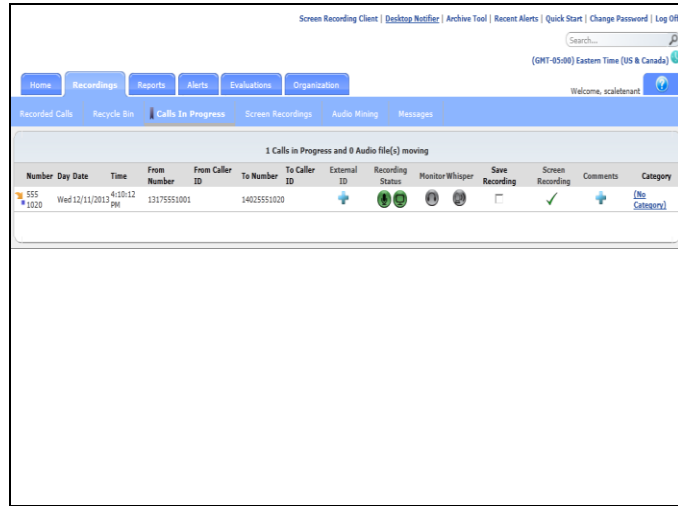 Screen Recording Client | Desktop Notifier | Archive Tool | Recent Alerts | Quick Start | Change Password | Log Off
Search...
(GMT-05:00) Eastern Time (US & Canada)
Home Recordings Reports Alerts Evaluations Organization
Welcome, scaletenant
Recorded Calls Recycle Bin Calls In Progress Screen Recordings Audio Mining Messages
1 Calls in Progress and 0 Audio file(s) moving
Number Day Date Time From Number From Caller ID To Number To Caller ID External ID Recording Status Monitor Whisper Save Recording Screen Recording Comments Category
555 1020 Wed 12/11/2013 4:10:12 PM 13175551001 14025551020 (No Category)